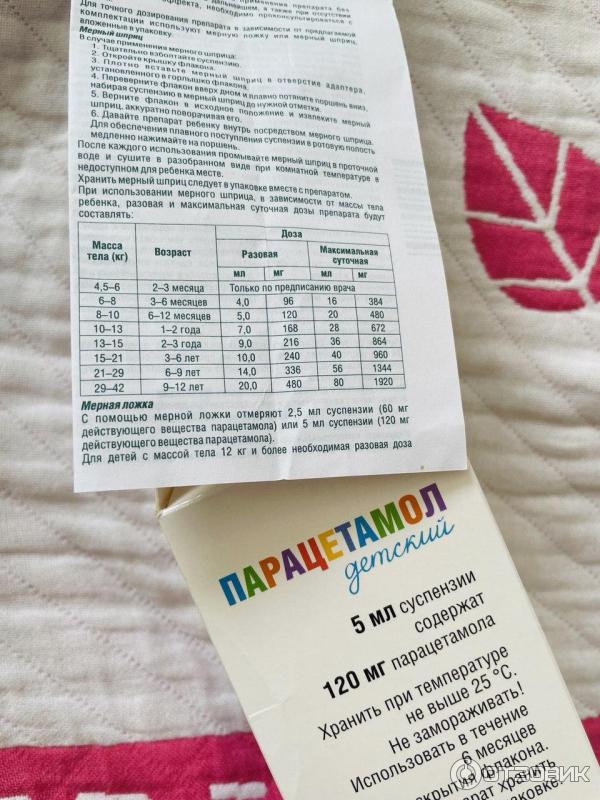 применения препарата без
эффекта, необходимо проконсультироваться с
Для точного дозирования препарата в зависимости от предлагаемой
комплектации используют мерную ложку или мерный шприц,
вложенные в упаковку.
Мерный шприц
В случае применения мерного шприца:
1. Тщательно взболтайте суспензию.
2. Откройте крышку флакона.
3. Плотно вставьте мерный шприц в отверстие адаптера,
установленного в горлышко флакона.
4. Переверните флакон вверх дном и плавно потяните поршень вниз,
набирая суспензию в мерный шприц до нужной отметки.
5. Верните флакон в исходное положение и извлеките мерный
шприц, аккуратно поворачивая его.
6. Давайте препарат ребенку внутрь посредством мерного шприца.
Для обеспечения плавного поступления суспензии в ротовую полость
медленно нажимайте на поршень.
После каждого использования промывайте мерный шприц в проточной
воде и сушите в разобранном виде при комнатной температуре в
недоступном для ребенка месте.
Хранить мерный шприц следует в упаковке вместе с препаратом.
При использовании мерного шприца, в зависимости от массы тела
ребенка, разовая и максимальная суточная дозы препарата будут
составлять:
Масса тела (кг) Возраст Доза
Разовая Максимальная суточная
мл мг мл мг
4,5–6 2–3 месяца Только по предписанию врача
6–8 3–6 месяцев 4,0 96 16 384
8–10 6–12 месяцев 5,0 120 20 480
10–13 1–2 года 7,0 168 28 672
13–15 2–3 года 9,0 216 36 864
15–21 3–6 лет 10,0 240 40 960
21–29 6–9 лет 14,0 336 56 1344
29–42 9–12 лет 20,0 480 80 1920
Мерная ложка
С помощью мерной ложки отмеряют 2,5 мл суспензии (60 мг
действующего вещества парацетамола) или 5 мл суспензии (120 мг
действующего вещества парацетамола).
Для детей с массой тела 12 кг и более необходимая разовая доза
ПАРАЦЕТАМОЛ
детский
5 мл суспензии
содержат
120 мг парацетамола
Хранить при температуре
не выше 25 °С.
Не замораживать!
Использовать в течение
6 месяцев
флакона.
хранить
ОТЗОВИК